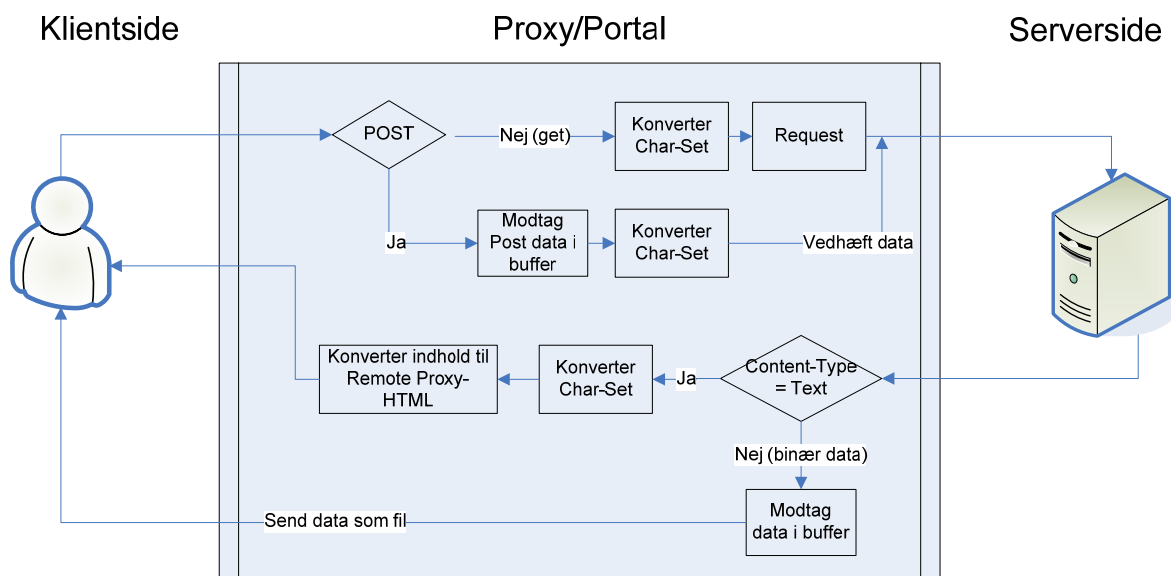 Klientside
Proxy/Portal
Serverside
POST
Nej (get)
Konverter
Char-Set
Request
Ja
Modtag
Post data i
buffer
Konverter
Char-Set
Vedhæft data
Konverter indhold til
Remote Proxy-
HTML
Konverter
Char-Set
Ja
Content-Type
= Text
Nej (binær data)
Modtag
data i buffer
Send data som fil